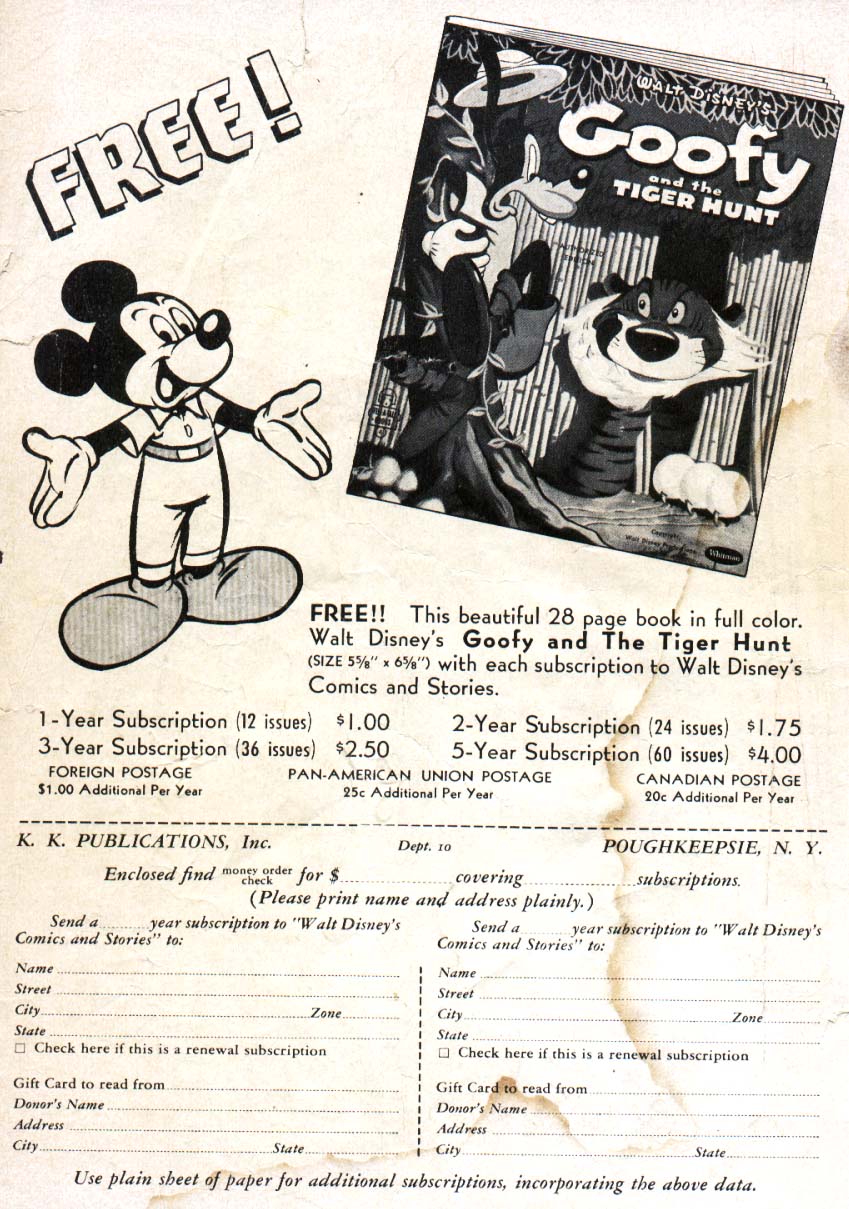 FREE!
WALT DISNEY'S
Goofy
and the
TIGER HUNT
AUTHORIZED
EDITION
Copyright,
Whitman
FREE!! This beautiful 28 page book in full color.
Walt Disney's Goofy and The Tiger Hunt
(SIZE 5⅝" x 6⅝") with each subscription to Walt Disney's
Comics and Stories.
1-Year Subscription (12 issues) $1.00 2-Year Subscription (24 issues) $1.75
3-Year Subscription (36 issues) $2.50 5-Year Subscription (60 issues) $4.00
FOREIGN POSTAGE PAN-AMERICAN UNION POSTAGE CANADIAN POSTAGE
$1.00 Additional Per Year 25c Additional Per Year 20c Additional Per Year
K. K. PUBLICATIONS, Inc. Dept. 10 POUGHKEEPSIE, N. Y.
Enclosed find money order check for $ covering subscriptions.
(Please print name and address plainly.)
Send a year subscription to "Walt Disney's
Comics and Stories" to:
Name
Street
City Zone
State
□ Check here if this is a renewal subscription
Gift Card to read from
Donor's Name
Address
City State
Send a year subscription to "Walt Disney's
Comics and Stories" to:
Name
Street
City Zone
State
□ Check here if this is a renewal subscription
Gift Card to read from
Donor's Name
Address
City State
Use plain sheet of paper for additional subscriptions, incorporating the above data.